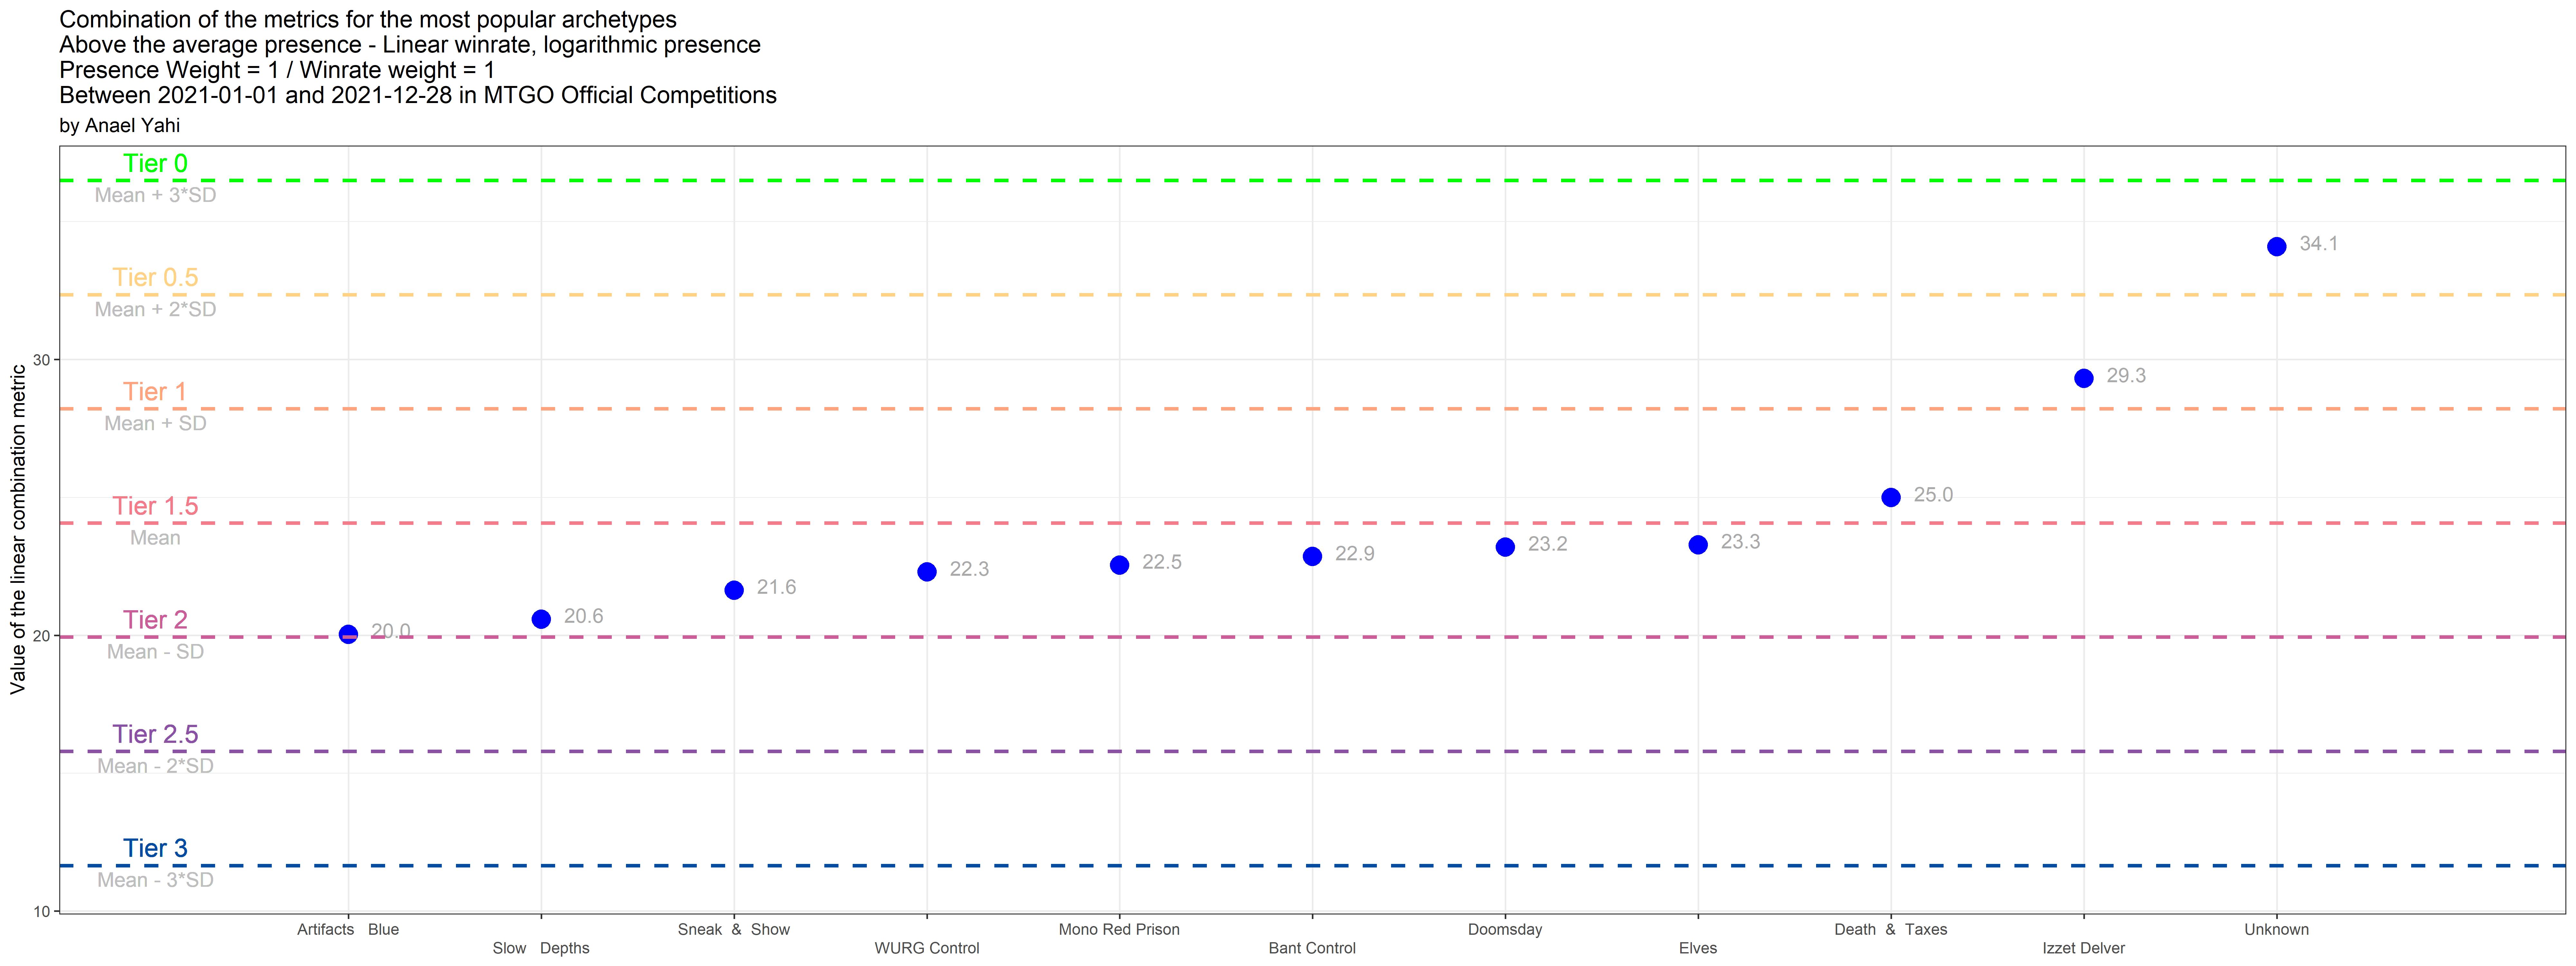 Combination of the metrics for the most popular archetypes
Above the average presence - Linear winrate, logarithmic presence
Presence Weight = 1 / Winrate weight = 1
Between 2021-01-01 and 2021-12-28 in MTGO Official Competitions
by Anael Yahi
Value of the linear combination metric
Tier 0
Mean + 3*SD
34.1
Tier 0.5
Mean + 2*SD
30
29.3
Tier 1
Mean + SD
25.0
Tier 1.5
Mean
23.3
23.2
22.9
22.5
22.3
21.6
20.6
Tier 2
20.0
20
Mean - SD
Tier 2.5
Mean - 2*SD
Tier 3
Mean - 3*SD
10
Artifacts Blue
Slow Depths
Sneak & Show
WURG Control
Mono Red Prison
Bant Control
Doomsday
Elves
Death & Taxes
Izzet Delver
Unknown